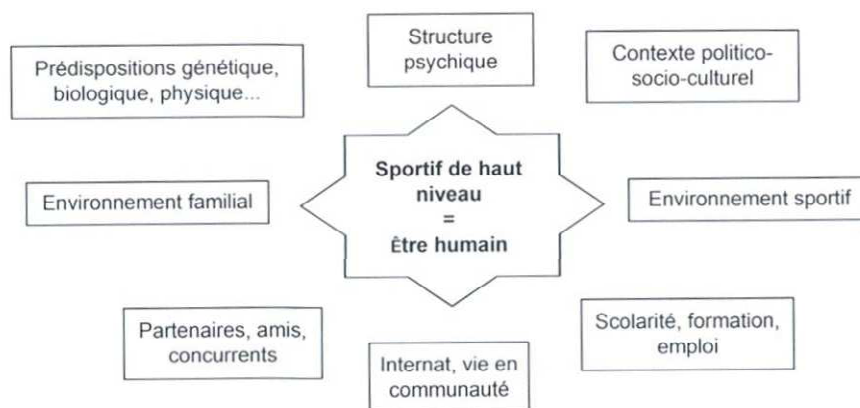 Structure
psychique
Prédispositions génétique,
biologique, physique...
Contexte politico-
socio-culturel
Sportif de haut
niveau
=
Être humain
Environnement familial
Environnement sportif
Partenaires, amis,
concurrents
Internat, vie en
communauté
Scolarité, formation,
emploi